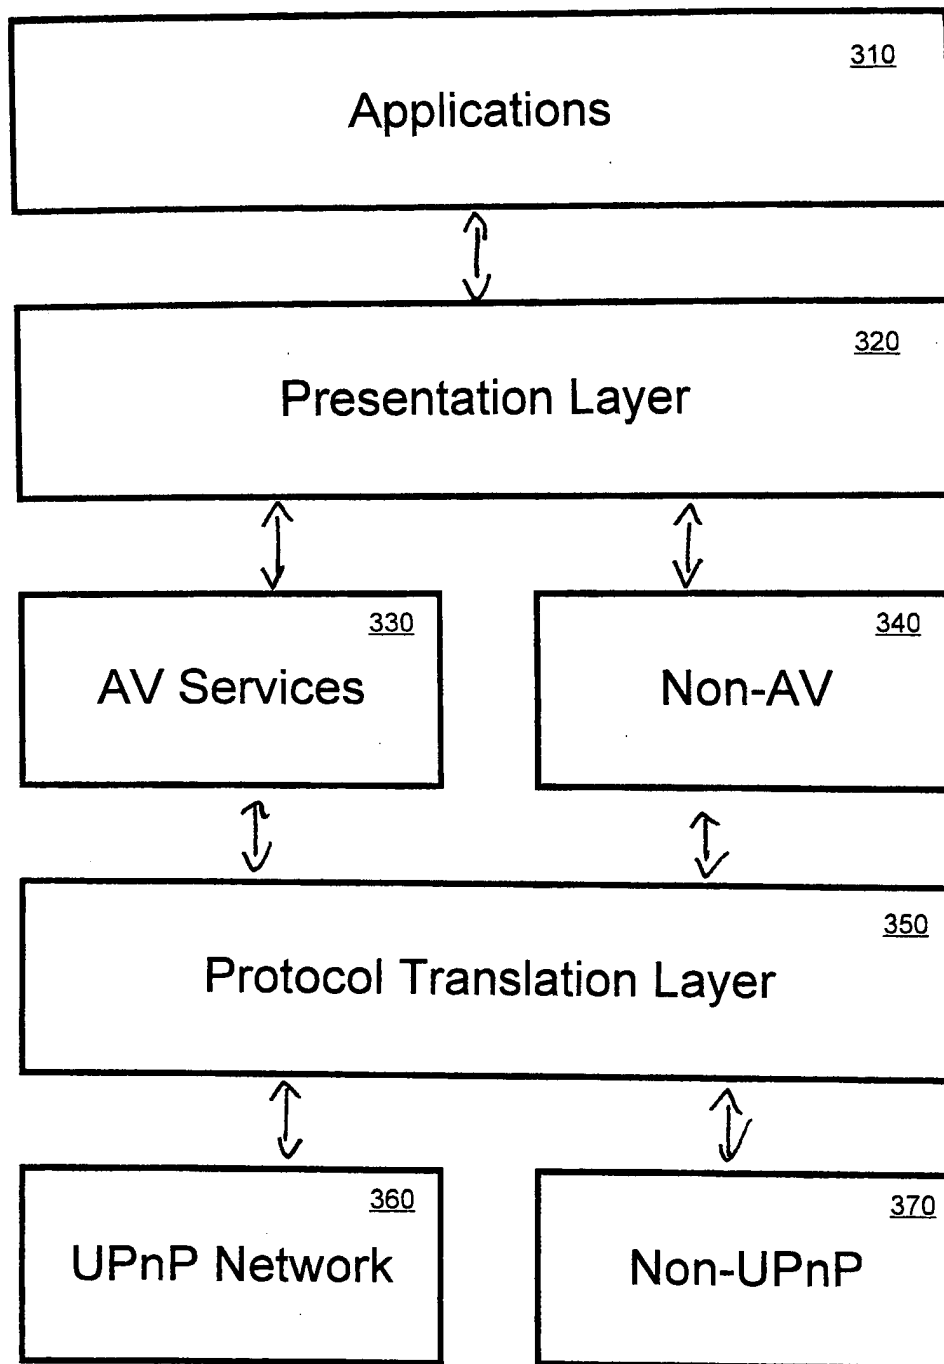 310
Applications
320
Presentation Layer
330
AV Services
340
Non-AV
350
Protocol Translation Layer
360
UPnP Network
370
Non-UPnP